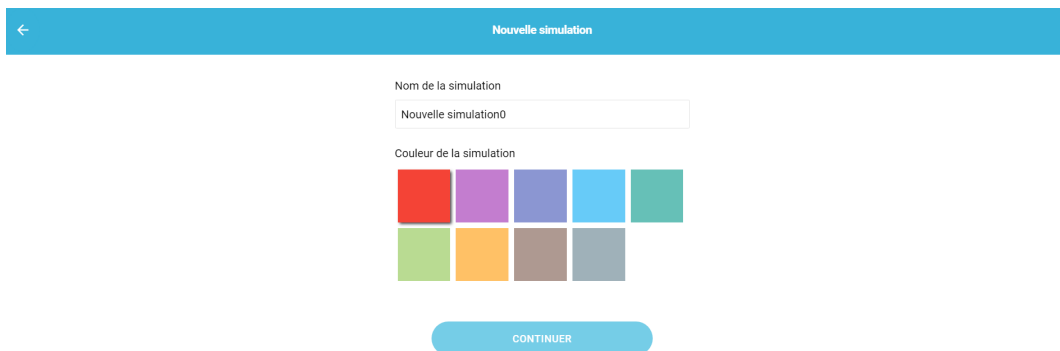 Nouvelle simulation
Nom de la simulation
Nouvelle simulation0
Couleur de la simulation
CONTINUER